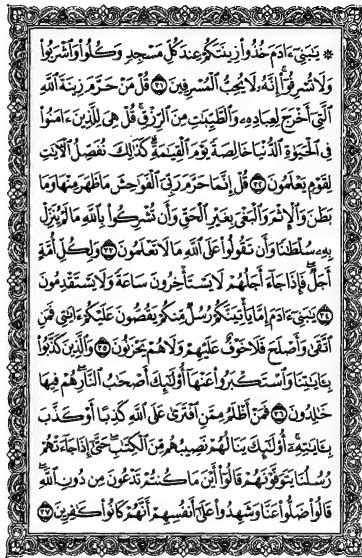 ۞ يَٰبَنِيٓ ءَادَمَ خُذُوا۟ زِينَتَكُمْ عِندَ كُلِّ مَسْجِدٍ وَكُلُوا۟ وَٱشْرَبُوا۟
وَلَا تُسْرِفُوٓا۟ إِنَّهُۥ لَا يُحِبُّ ٱلْمُسْرِفِينَ ٣١ قُلْ مَنْ حَرَّمَ زِينَةَ ٱللَّهِ
ٱلَّتِيٓ أَخْرَجَ لِعِبَادِهِۦ وَٱلطَّيِّبَٰتِ مِنَ ٱلرِّزْقِ قُلْ هِيَ لِلَّذِينَ ءَامَنُوا۟
فِي ٱلْحَيَوٰةِ ٱلدُّنْيَا خَالِصَةً يَوْمَ ٱلْقِيَٰمَةِ كَذَٰلِكَ نُفَصِّلُ ٱلْءَايَٰتِ
لِقَوْمٍ يَعْلَمُونَ ٣٢ قُلْ إِنَّمَا حَرَّمَ رَبِّيَ ٱلْفَوَٰحِشَ مَا ظَهَرَ مِنْهَا وَمَا
بَطَنَ وَٱلْإِثْمَ وَٱلْبَغْيَ بِغَيْرِ ٱلْحَقِّ وَأَن تُشْرِكُوا۟ بِٱللَّهِ مَا لَمْ يُنَزِّلْ
بِهِۦ سُلْطَٰنًا وَأَن تَقُولُوا۟ عَلَى ٱللَّهِ مَا لَا تَعْلَمُونَ ٣٣ وَلِكُلِّ أُمَّةٍ
أَجَلٌ فَإِذَا جَآءَ أَجَلُهُمْ لَا يَسْتَأْخِرُونَ سَاعَةً وَلَا يَسْتَقْدِمُونَ
٣٤ يَٰبَنِيٓ ءَادَمَ إِمَّا يَأْتِيَنَّكُمْ رُسُلٌ مِّنكُمْ يَقُصُّونَ عَلَيْكُمْ ءَايَٰتِي فَمَنِ
ٱتَّقَىٰ وَأَصْلَحَ فَلَا خَوْفٌ عَلَيْهِمْ وَلَا هُمْ يَحْزَنُونَ ٣٥ وَٱلَّذِينَ كَذَّبُوا۟
بِـَٔايَٰتِنَا وَٱسْتَكْبَرُوا۟ عَنْهَآ أُو۟لَٰٓئِكَ أَصْحَٰبُ ٱلنَّارِ هُمْ فِيهَا
خَٰلِدُونَ ٣٦ فَمَنْ أَظْلَمُ مِمَّنِ ٱفْتَرَىٰ عَلَى ٱللَّهِ كَذِبًا أَوْ كَذَّبَ
بِـَٔايَٰتِهِۦٓ أُو۟لَٰٓئِكَ يَنَالُهُمْ نَصِيبُهُم مِّنَ ٱلْكِتَٰبِ حَتَّىٰٓ إِذَا جَآءَتْهُمْ
رُسُلُنَا يَتَوَفَّوْنَهُمْ قَالُوٓا۟ أَيْنَ مَا كُنتُمْ تَدْعُونَ مِن دُونِ ٱللَّهِ
قَالُوا۟ ضَلُّوا۟ عَنَّا وَشَهِدُوا۟ عَلَىٰٓ أَنفُسِهِمْ أَنَّهُمْ كَانُوا۟ كَٰفِرِينَ ٣٧